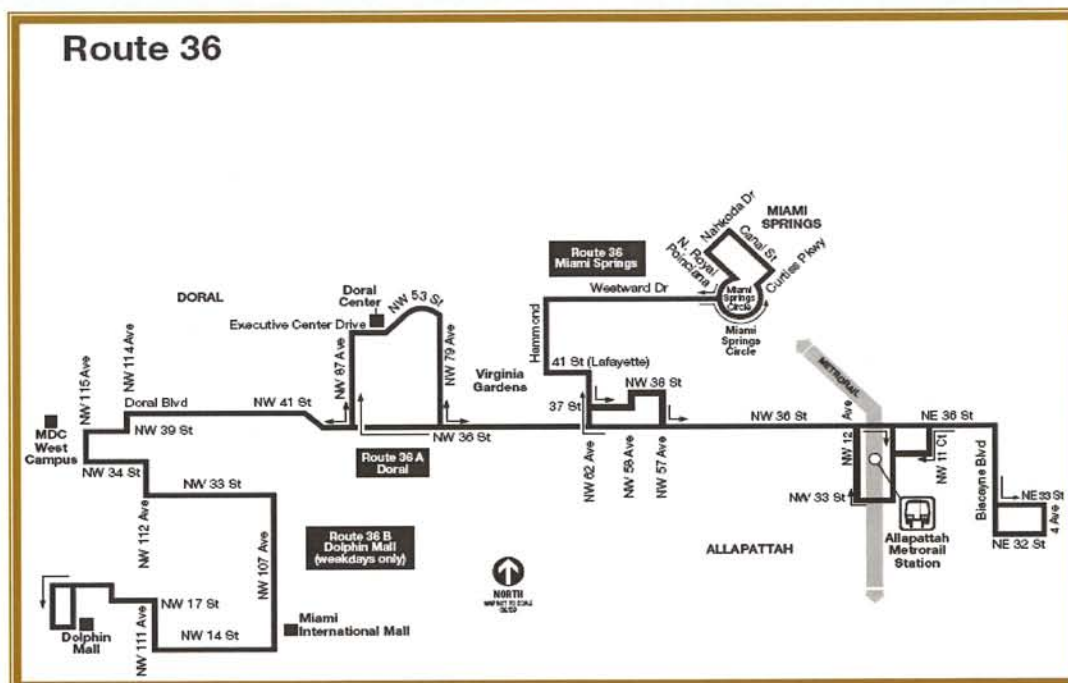 Route 36
Nahkoda Dr
MIAMI
SPRINGS
Canal St
N. Royal
Poinciana
Curtiss Pkwy
Route 36
Miami Springs
Westward Dr
Miami
Springs
Circle
Miami
Springs
Circle
DORAL
Doral
Center
NW 53 St
Executive Center Drive
NW 87 Ave
NW 79 Ave
Hammond
41 St (Lafayette)
Virginia
Gardens
NW 38 St
37 St
METRORAIL
NW 115 Ave
NW 114 Ave
Doral Blvd
NW 41 St
NW 36 St
NW 36 St
NW 12 Ave
NE 36 St
MDC
West
Campus
NW 39 St
NW 34 St
Route 36 A
Doral
NW 62 Ave
NW 58 Ave
NW 57 Ave
NW 11 Ct
Biscayne Blvd
NW 33 St
NW 33 St
NE 33 St
4 Ave
NE 32 St
NW 112 Ave
NW 107 Ave
Route 36 B
Dolphin Mall
(weekdays only)
ALLAPATTAH
Allapattah
Metrorail
Station
NORTH
MAP NOT TO SCALE
NW 17 St
Dolphin
Mall
NW 111 Ave
NW 14 St
Miami
International Mall